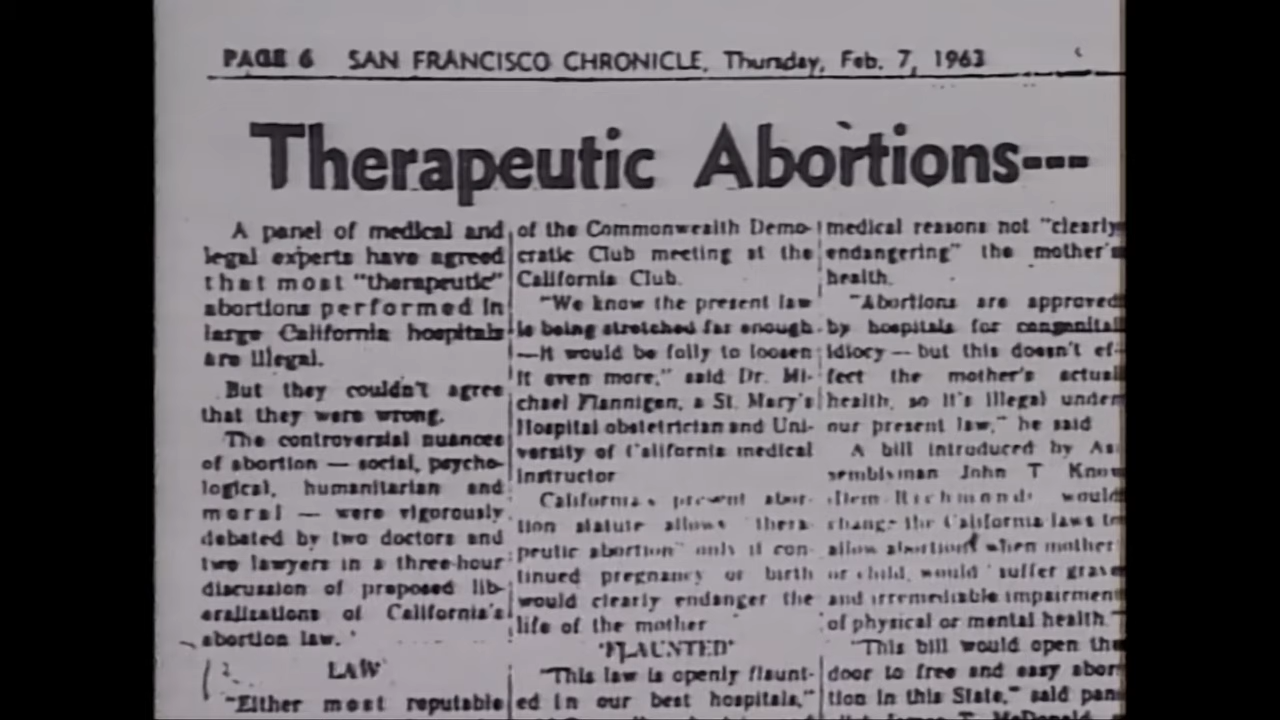 PAGE 6 SAN FRANCISCO CHRONICLE, Thursday, Feb. 7, 1963
Therapeutic Abortions---
A panel of medical and
legal experts have agreed
that most "therapeutic"
abortions performed in
large California hospitals
are illegal.
But they couldn't agree
that they were wrong.
The controversial nuances
of abortion — social, psycho-
logical, humanitarian and
moral — were vigorously
debated by two doctors and
two lawyers in a three-hour
discussion of proposed lib-
eralizations of California's
abortion law.
LAW
"Either most reputable
of the Commonwealth Demo-
cratic Club meeting at the
California Club.
"We know the present law
is being stretched far enough
—it would be folly to loosen
it even more," said Dr. Mi-
chael Flannigan, a St. Mary's
Hospital obstetrician and Uni-
versity of California medical
instructor
California's present abor-
tion statute allows "thera-
peutic abortion" only if con-
tinued pregnancy or birth
would clearly endanger the
life of the mother
'FLAUNTED'
"This law is openly flaunt-
ed in our best hospitals,"
medical reasons not "clearly
endangering" the mother's
health.
"Abortions are approved
by hospitals for congenital
idiocy — but this doesn't ef-
fect the mother's actual
health, so it's illegal under
our present law," he said
A bill introduced by As-
semblyman John T Knox
(Dem-Richmond) would
change the California laws to
allow abortions when mother
or child, would "suffer grave
and irremediable impairment
of physical or mental health."
"This bill would open the
door to free and easy abor-
tion in this State," said pan-
James T. McDonald